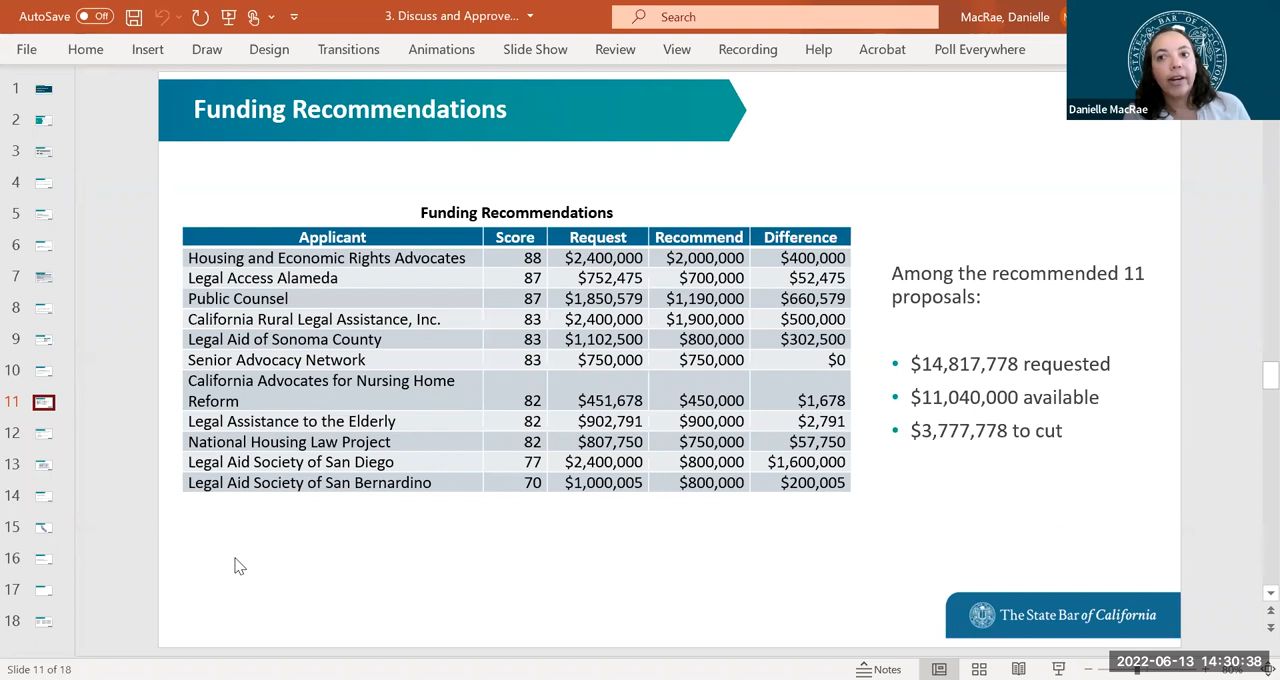 AutoSave Off 3. Discuss and Approve... Search MacRae, Danielle
File Home Insert Draw Design Transitions Animations Slide Show Review View Recording Help Acrobat Poll Everywhere
STATE BAR OF CALIFORNIA
Danielle MacRae
1
2
3
4
5
6
7
8
9
10
11
12
13
14
15
16
17
18
Funding Recommendations
Funding Recommendations
Applicant Score Request Recommend Difference
Housing and Economic Rights Advocates 88 $2,400,000 $2,000,000 $400,000
Legal Access Alameda 87 $752,475 $700,000 $52,475
Public Counsel 87 $1,850,579 $1,190,000 $660,579
California Rural Legal Assistance, Inc. 83 $2,400,000 $1,900,000 $500,000
Legal Aid of Sonoma County 83 $1,102,500 $800,000 $302,500
Senior Advocacy Network 83 $750,000 $750,000 $0
California Advocates for Nursing Home
Reform 82 $451,678 $450,000 $1,678
Legal Assistance to the Elderly 82 $902,791 $900,000 $2,791
National Housing Law Project 82 $807,750 $750,000 $57,750
Legal Aid Society of San Diego 77 $2,400,000 $800,000 $1,600,000
Legal Aid Society of San Bernardino 70 $1,000,005 $800,000 $200,005
Among the recommended 11
proposals:
• $14,817,778 requested
• $11,040,000 available
• $3,777,778 to cut
The State Bar of California
Slide 11 of 18 Notes
2022-06-13 14:30:38